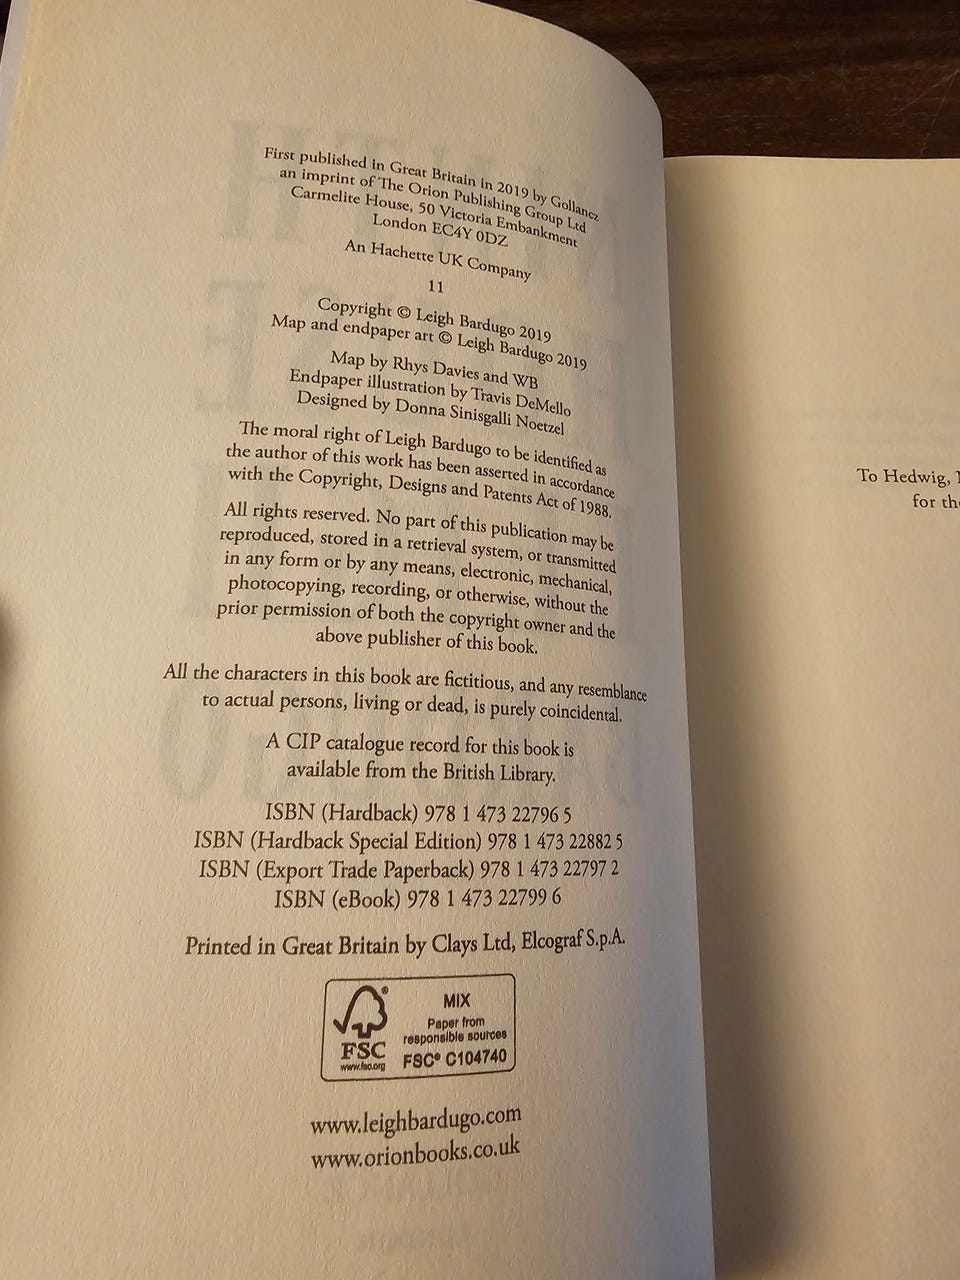 First published in Great Britain in 2019 by Gollancz
an imprint of The Orion Publishing Group Ltd
Carmelite House, 50 Victoria Embankment
London EC4Y 0DZ
An Hachette UK Company
11
Copyright © Leigh Bardugo 2019
Map and endpaper art © Leigh Bardugo 2019
Map by Rhys Davies and WB
Endpaper illustration by Travis DeMello
Designed by Donna Sinisgalli Noetzel
The moral right of Leigh Bardugo to be identified as
the author of this work has been asserted in accordance
with the Copyright, Designs and Patents Act of 1988.
All rights reserved. No part of this publication may be
reproduced, stored in a retrieval system, or transmitted
in any form or by any means, electronic, mechanical,
photocopying, recording, or otherwise, without the
prior permission of both the copyright owner and the
above publisher of this book.
All the characters in this book are fictitious, and any resemblance
to actual persons, living or dead, is purely coincidental.
A CIP catalogue record for this book is
available from the British Library.
ISBN (Hardback) 978 1 473 22796 5
ISBN (Hardback Special Edition) 978 1 473 22882 5
ISBN (Export Trade Paperback) 978 1 473 22797 2
ISBN (eBook) 978 1 473 22799 6
Printed in Great Britain by Clays Ltd, Elcograf S.p.A.
FSC
www.fsc.org
MIX
Paper from
responsible sources
FSC® C104740
www.leighbardugo.com
www.orionbooks.co.uk
To Hedwig,
for